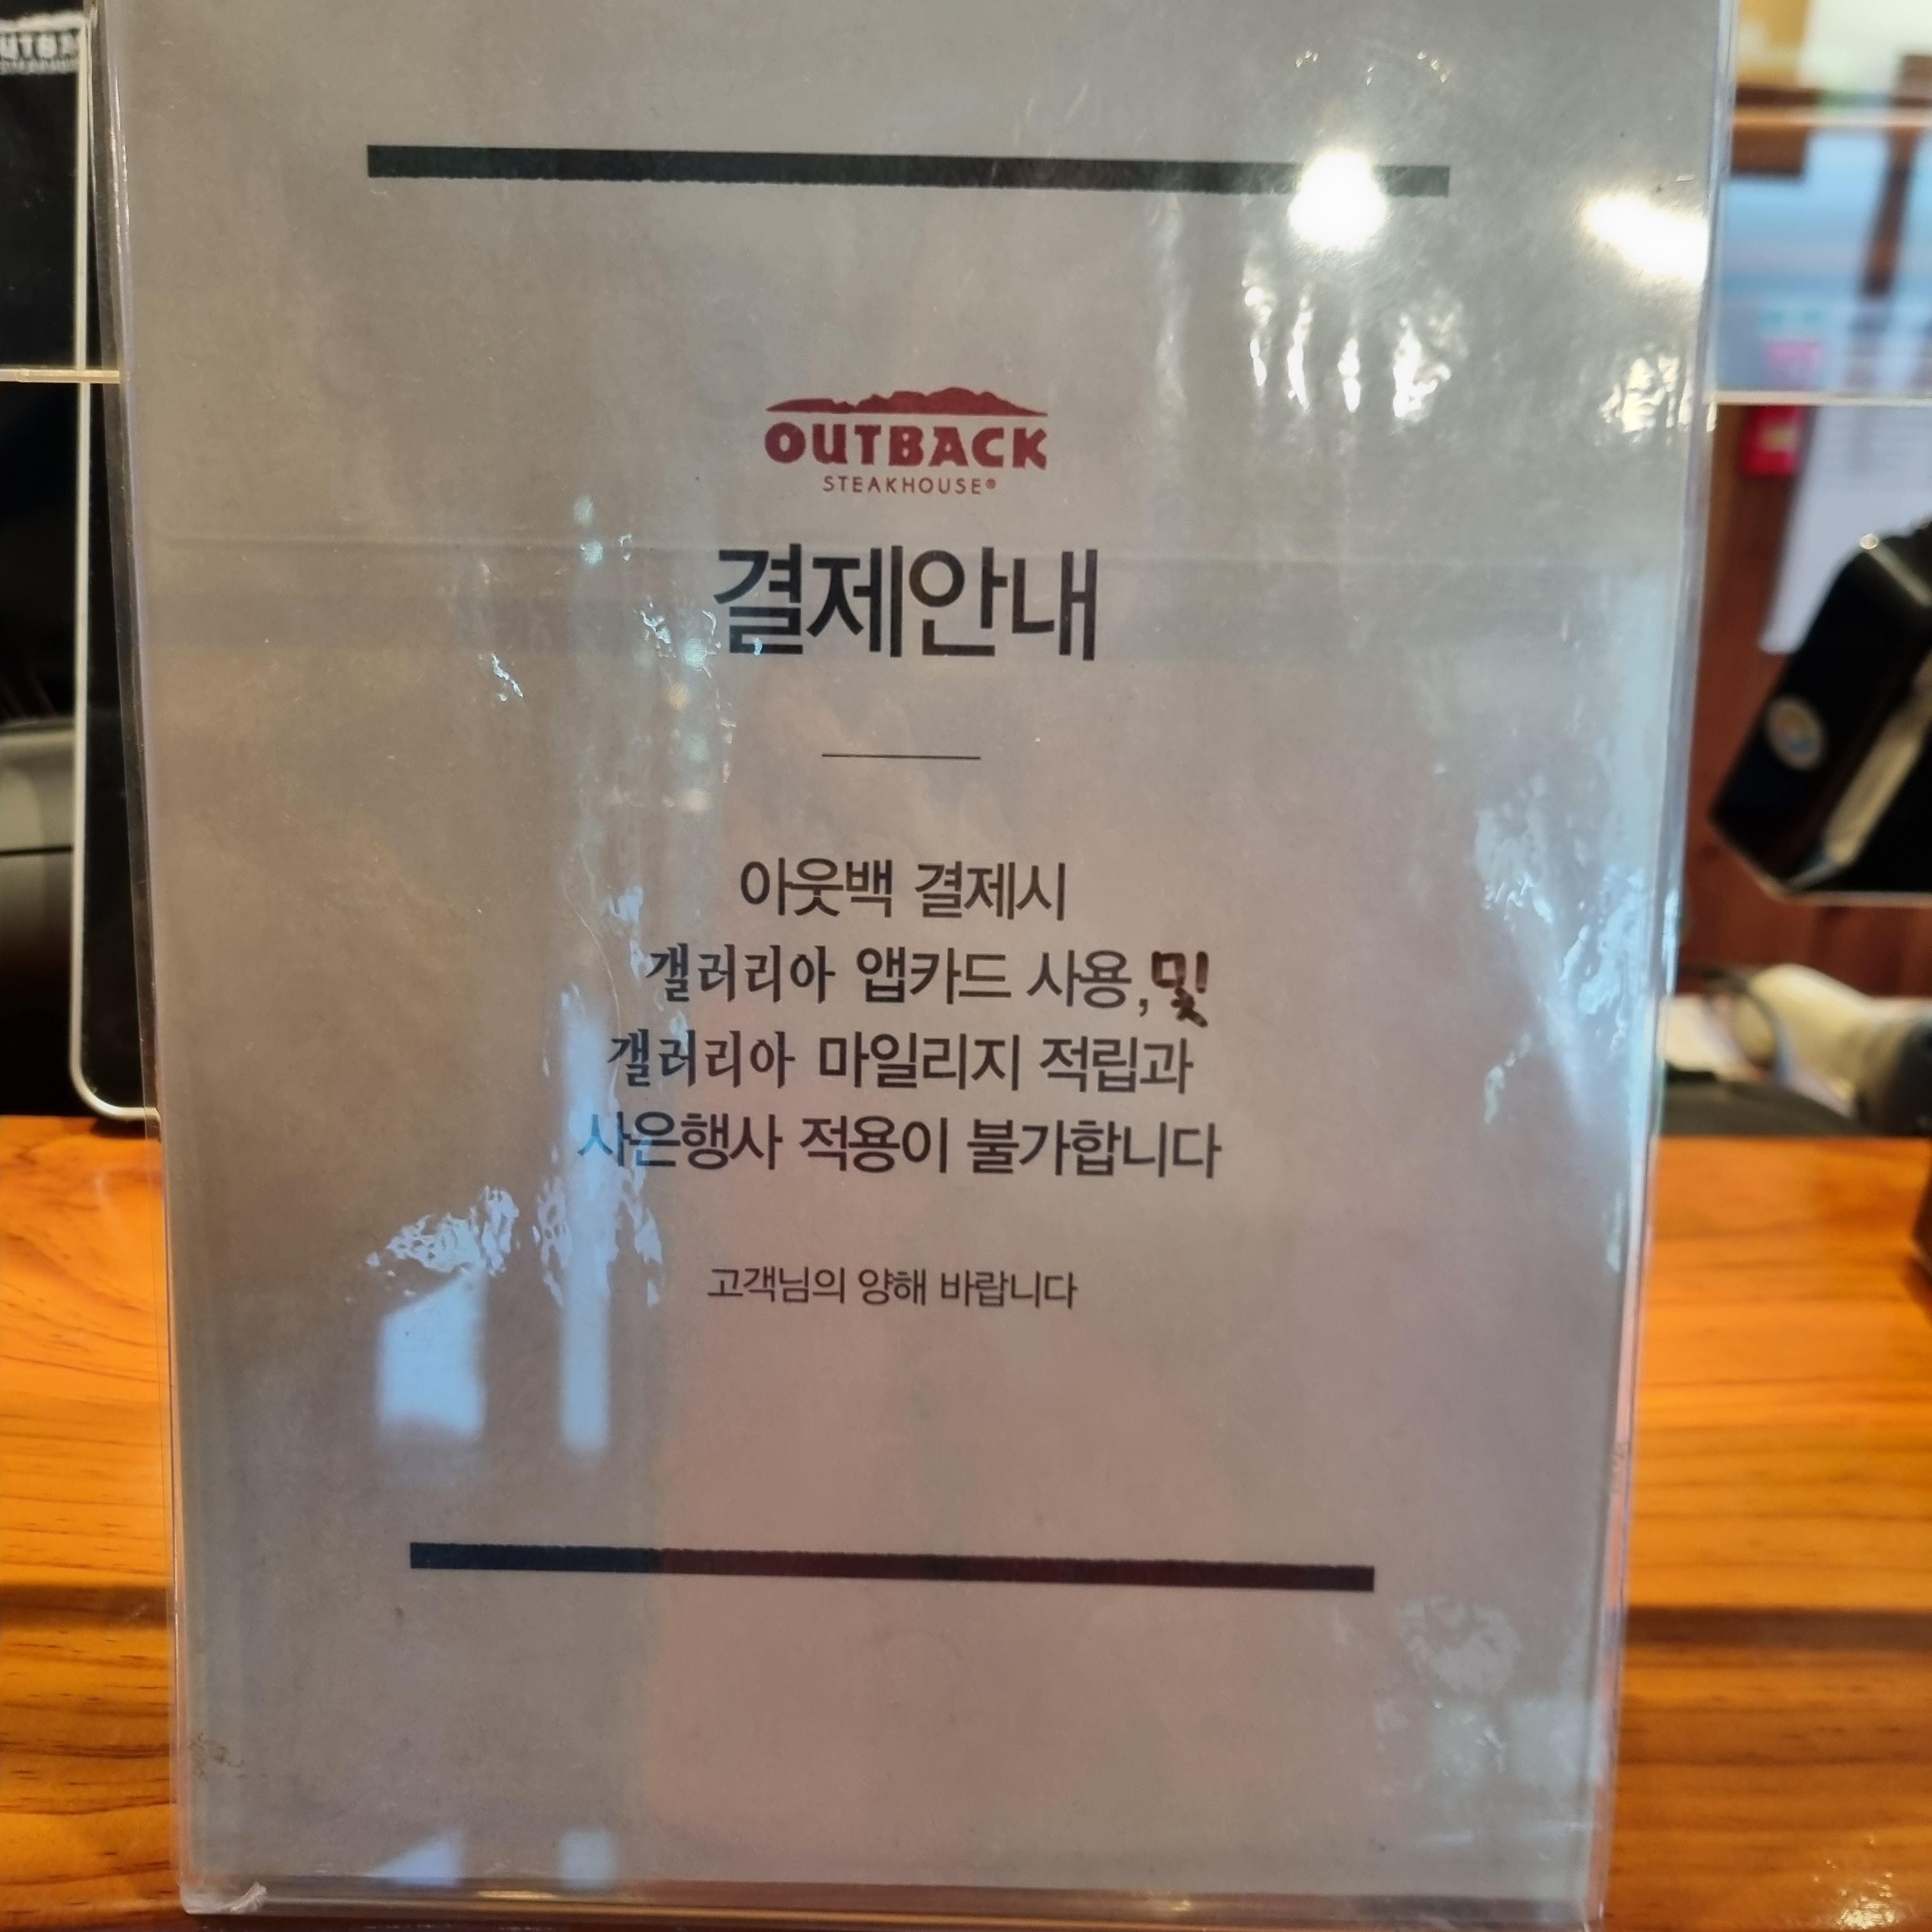 OUTBACK
STEAKHOUSE®
결제안내
아웃백 결제시
갤러리아 앱카드 사용,및
갤러리아 마일리지 적립과
사은행사 적용이 불가합니다
고객님의 양해 바랍니다